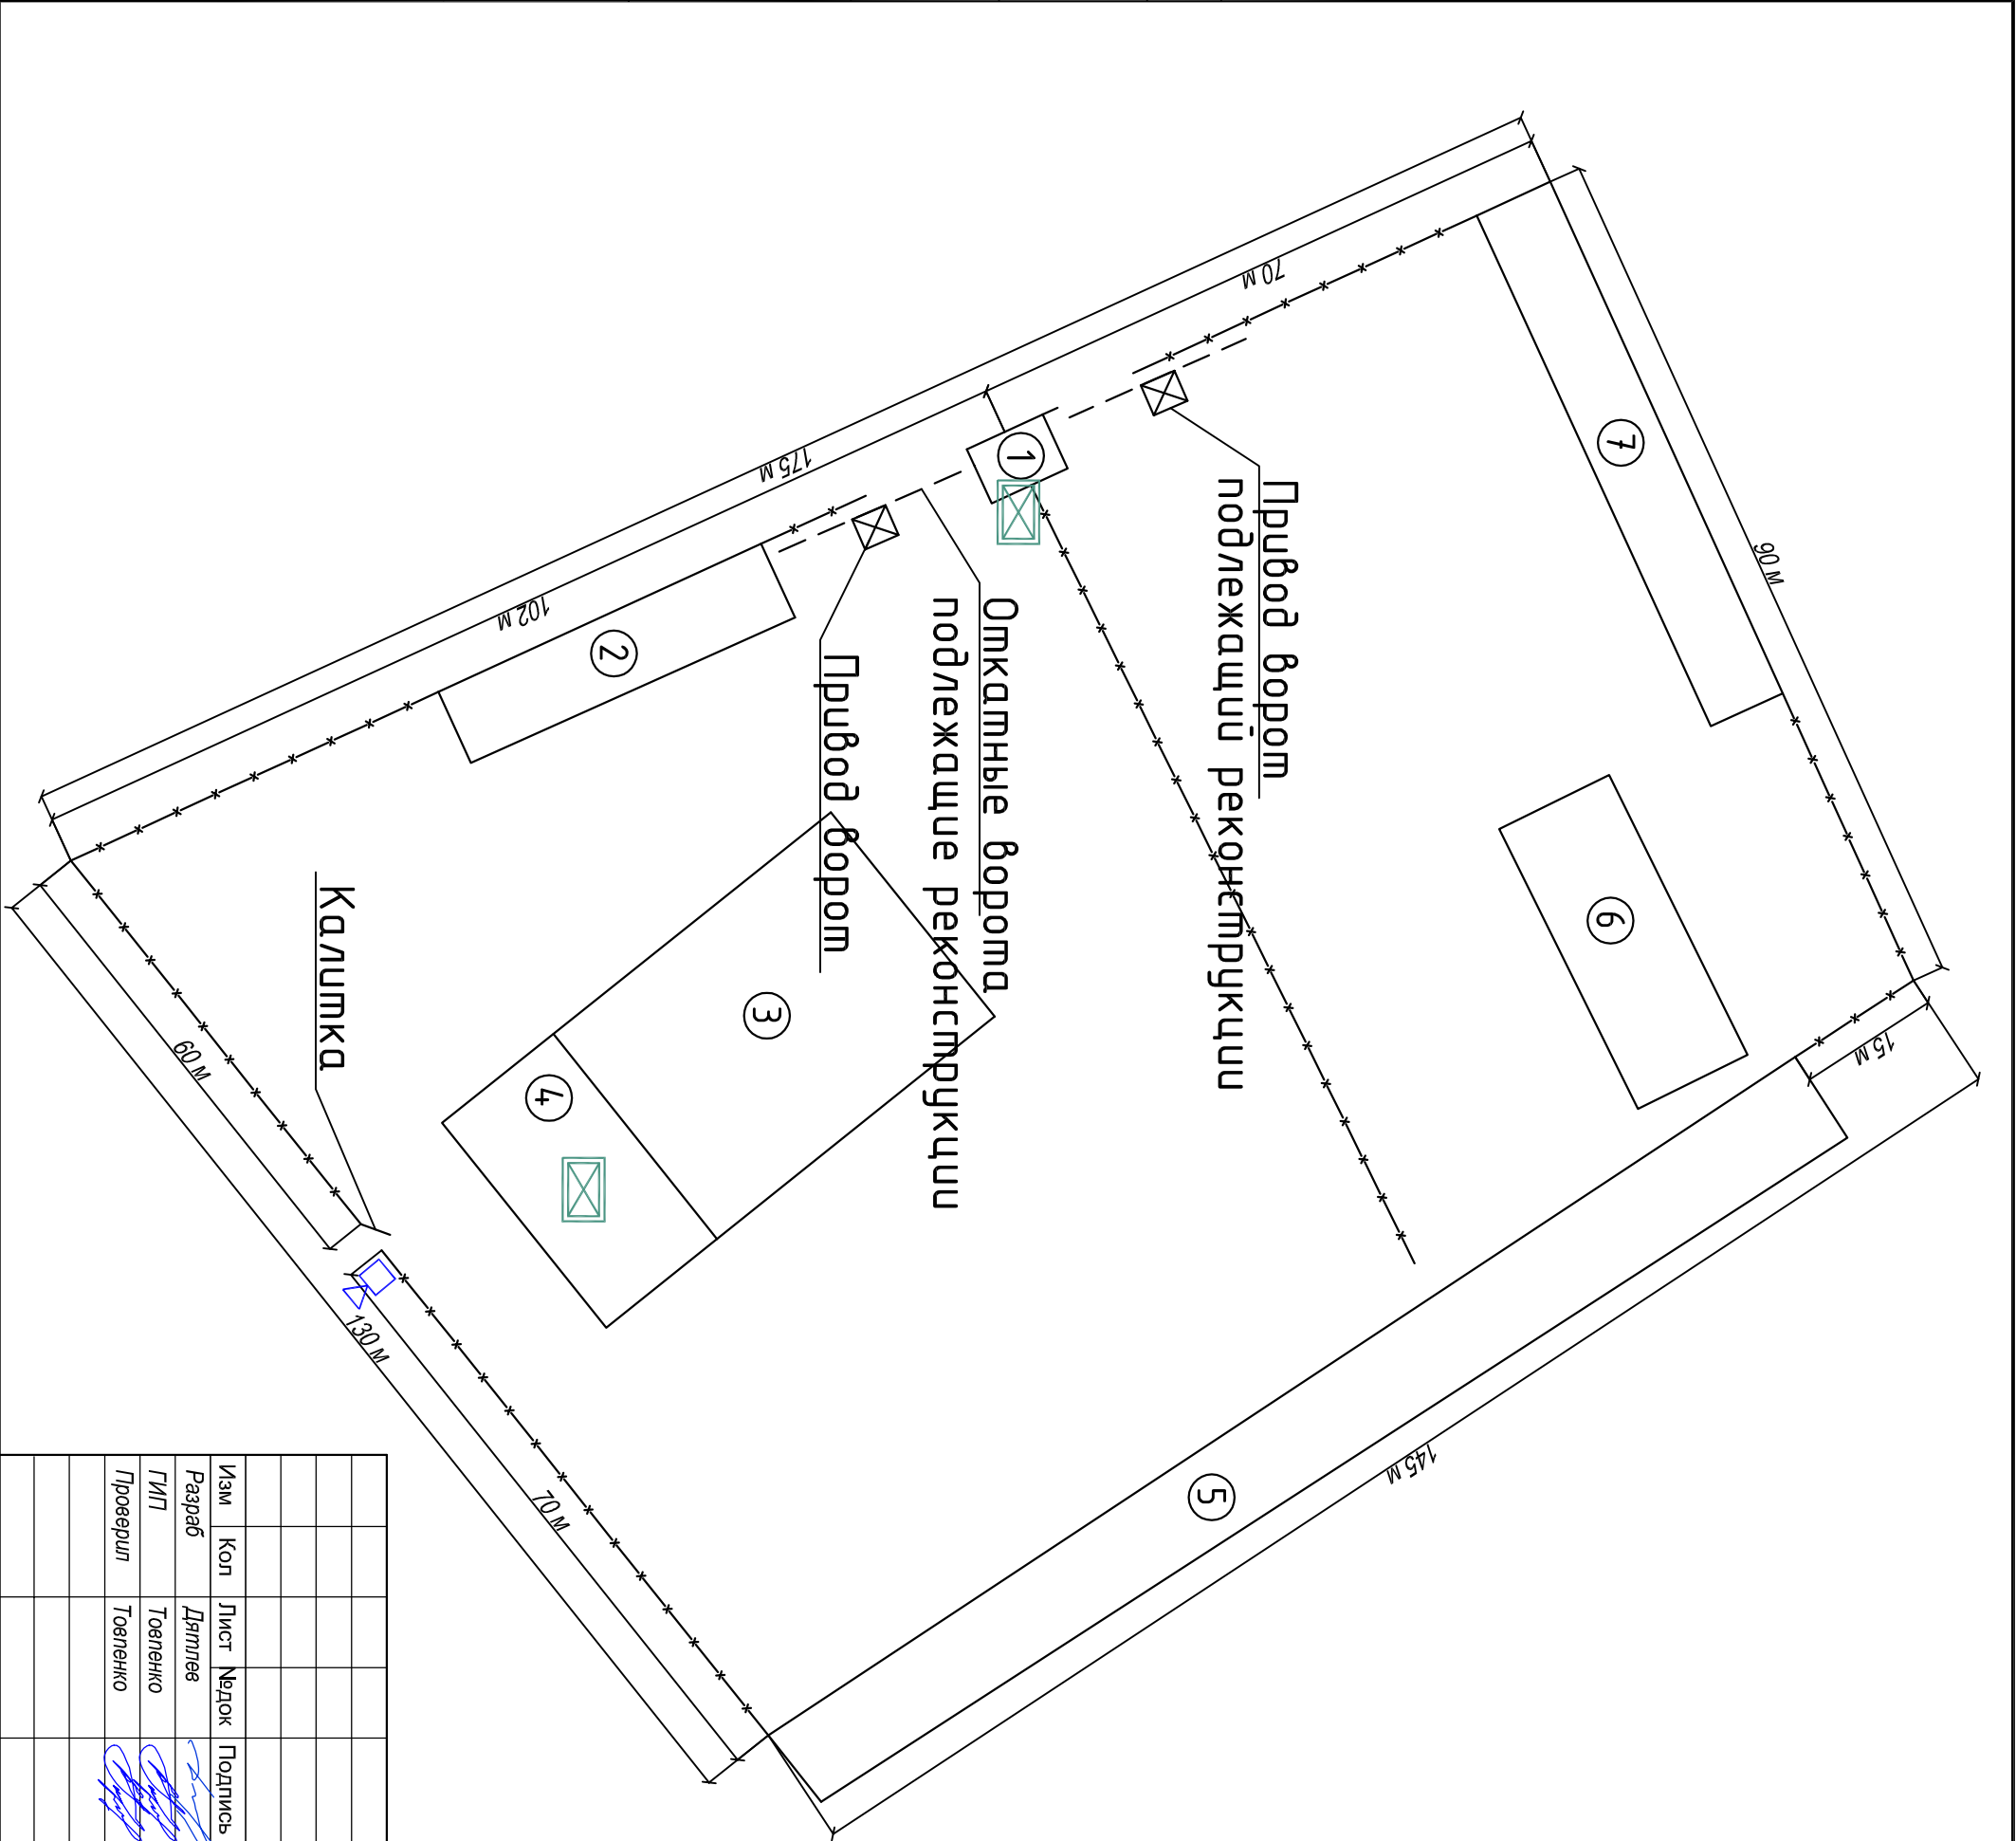 Привод ворот
подлежащий реконструкции
Откатные ворота
подлежащие реконструкции
Привод ворот
Калитка
175 м
70 м
102 м
90 м
15 м
145 м
60 м
130 м
70 м
1
2
3
4
5
6
7
Изм Кол Лист №док Подпись
Разраб Дятлев
ГИП Товпенко
Проверил Товпенко